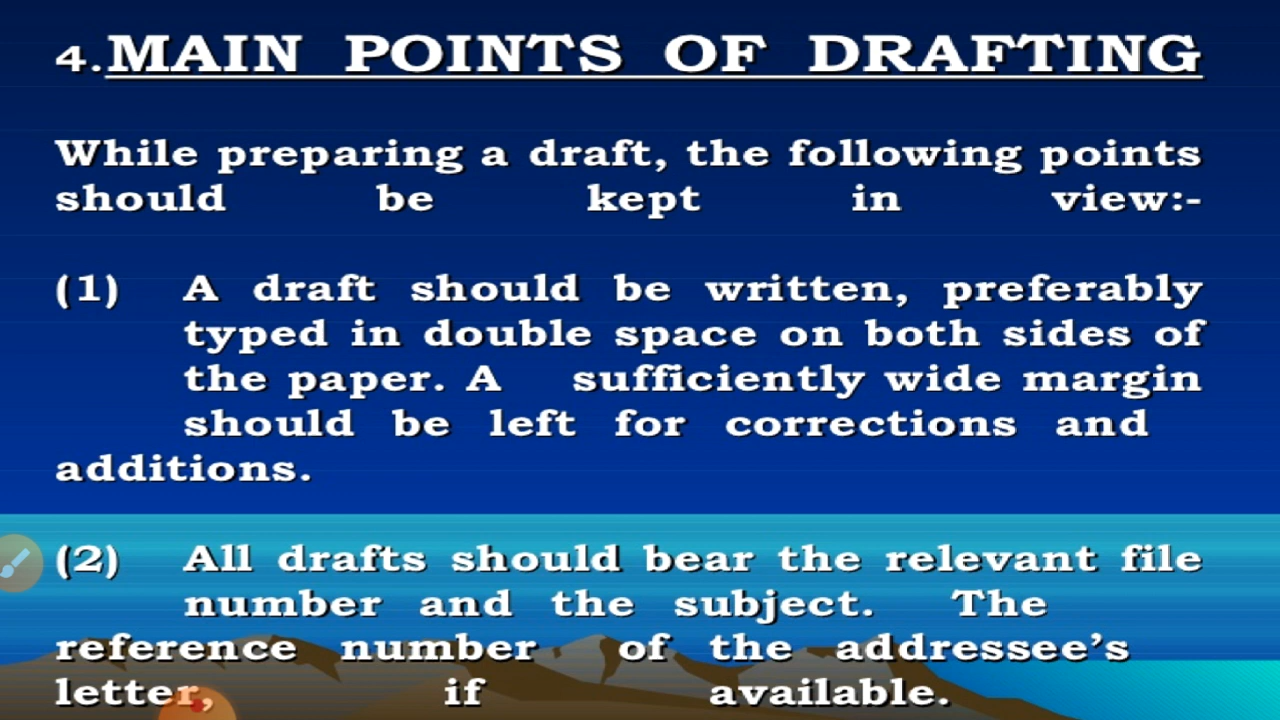 4.MAIN POINTS OF DRAFTING
While preparing a draft, the following points
should be kept in view:-
(1) A draft should be written, preferably
typed in double space on both sides of
the paper. A sufficiently wide margin
should be left for corrections and
additions.
(2) All drafts should bear the relevant file
number and the subject. The
reference number of the addressee’s
letter, if available.